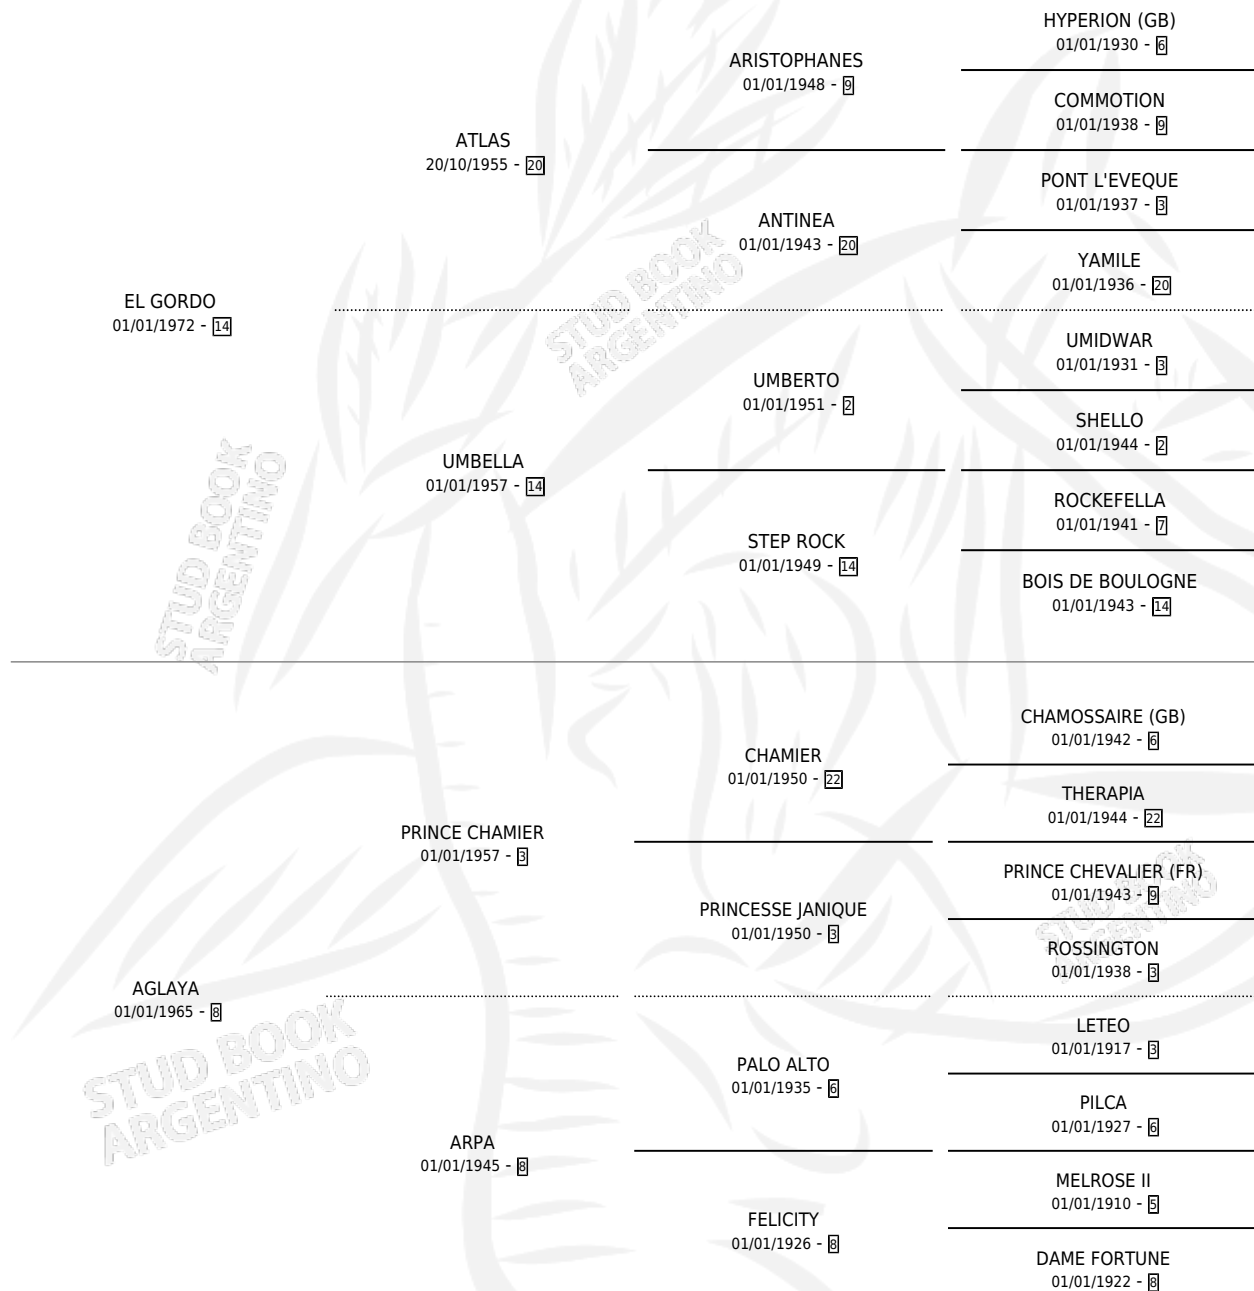 HYPERION (GB)
01/01/1930 - 6
ARISTOPHANES
01/01/1948 - 9
COMMOTION
01/01/1938 - 9
ATLAS
20/10/1955 - 20
PONT L'EVEQUE
01/01/1937 - 3
ANTINEA
01/01/1943 - 20
YAMILE
01/01/1936 - 20
EL GORDO
01/01/1972 - 14
STUD BOOK
ARGENTINO
UMIDWAR
01/01/1931 - 3
UMBERTO
01/01/1951 - 2
SHELLO
01/01/1944 - 2
UMBELLA
01/01/1957 - 14
ROCKEFELLA
01/01/1941 - 7
STEP ROCK
01/01/1949 - 14
BOIS DE BOULOGNE
01/01/1943 - 14
STUD BOOK
ARGENTINO
CHAMOSSAIRE (GB)
01/01/1942 - 6
CHAMIER
01/01/1950 - 22
THERAPIA
01/01/1944 - 22
PRINCE CHAMIER
01/01/1957 - 3
PRINCE CHEVALIER (FR)
01/01/1943 - 9
PRINCESSE JANIQUE
01/01/1950 - 3
STUD BOOK
ARGENTINO
ROSSINGTON
01/01/1938 - 3
AGLAYA
01/01/1965 - 8
LETEO
01/01/1917 - 3
PALO ALTO
01/01/1935 - 6
STUD BOOK
ARGENTINO
PILCA
01/01/1927 - 6
ARPA
01/01/1945 - 8
MELROSE II
01/01/1910 - 5
FELICITY
01/01/1926 - 8
DAME FORTUNE
01/01/1922 - 8